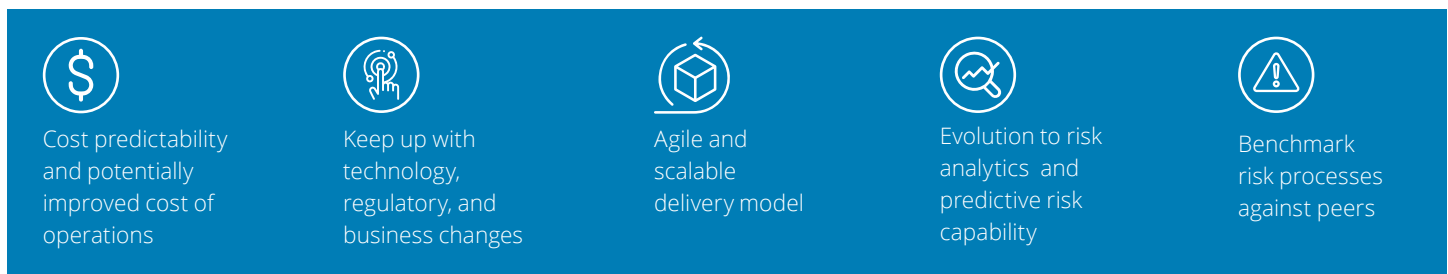 Cost predictability
and potentially
improved cost of
operations
Keep up with
technology,
regulatory, and
business changes
Agile and
scalable
delivery model
Evolution to risk
analytics and
predictive risk
capability
Benchmark
risk processes
against peers